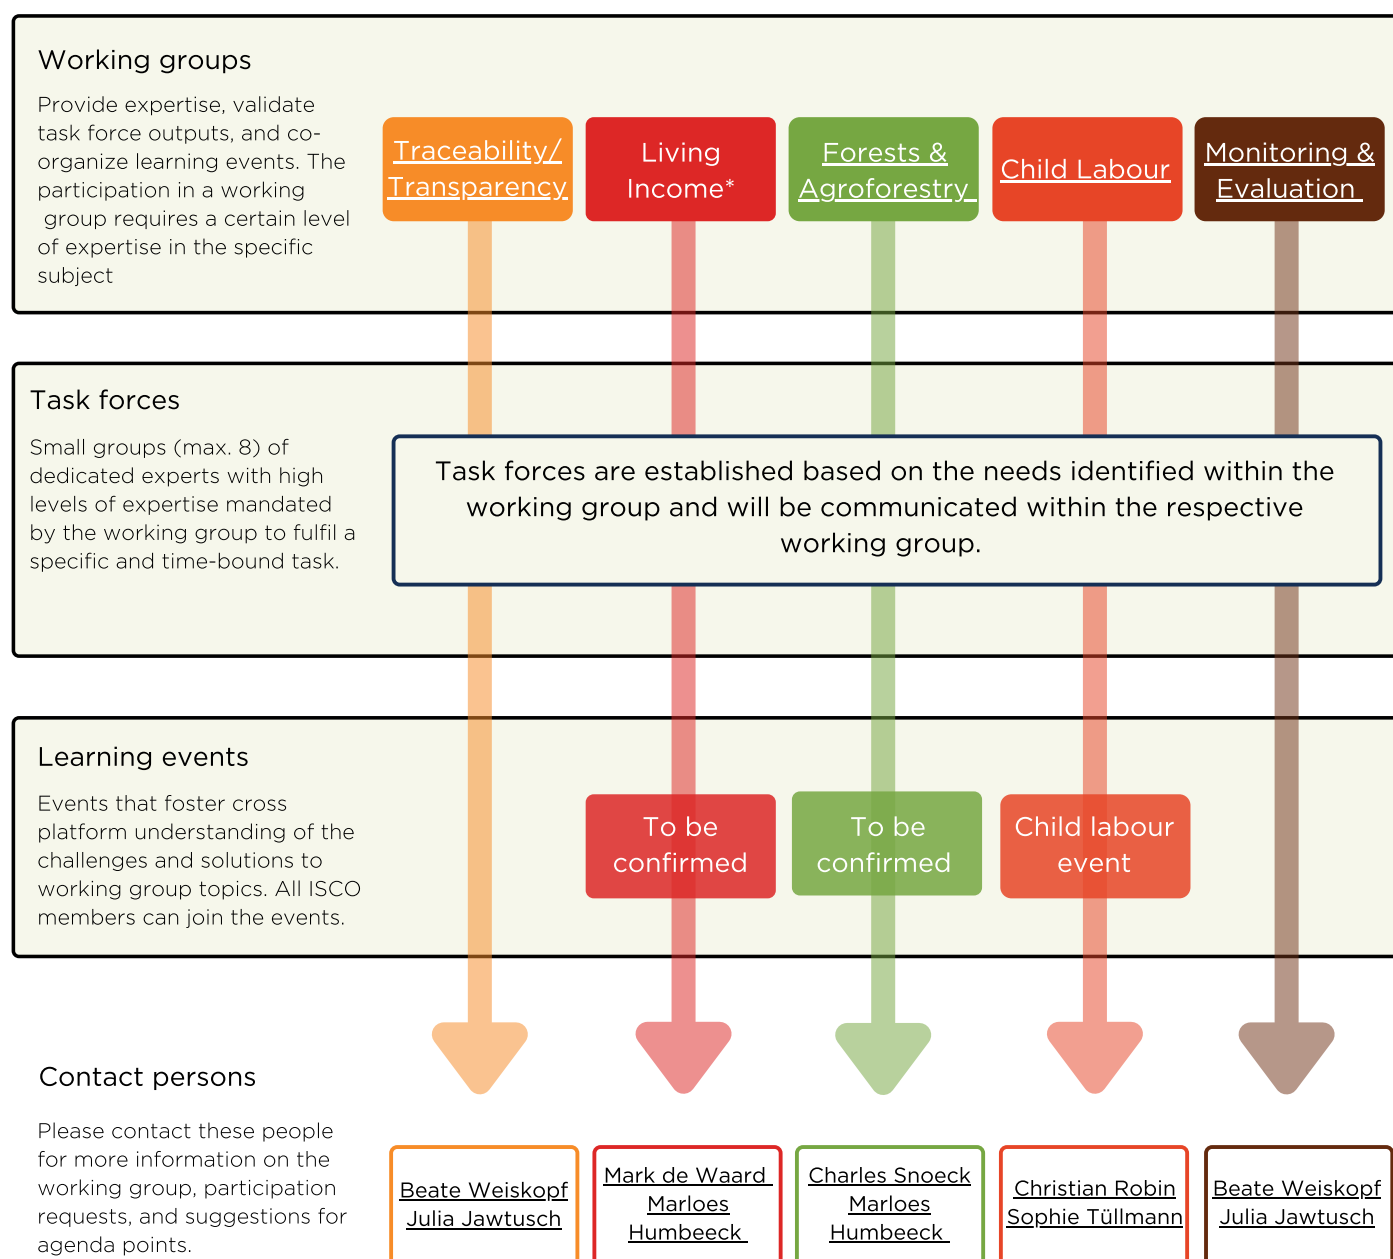 Working groups
Provide expertise, validate
task force outputs, and co-
organize learning events. The
participation in a working
group requires a certain level
of expertise in the specific
subject
Traceability/
Transparency
Living
Income*
Forests &
Agroforestry
Child Labour
Monitoring &
Evaluation
Task forces
Small groups (max. 8) of
dedicated experts with high
levels of expertise mandated
by the working group to fulfil a
specific and time-bound task.
Task forces are established based on the needs identified within the
working group and will be communicated within the respective
working group.
Learning events
Events that foster cross
platform understanding of the
challenges and solutions to
working group topics. All ISCO
members can join the events.
To be
confirmed
To be
confirmed
Child labour
event
Contact persons
Please contact these people
for more information on the
working group, participation
requests, and suggestions for
agenda points.
Beate Weiskopf
Julia Jawtusch
Mark de Waard
Marloes
Humbeeck
Charles Snoeck
Marloes
Humbeeck
Christian Robin
Sophie Tüllmann
Beate Weiskopf
Julia Jawtusch